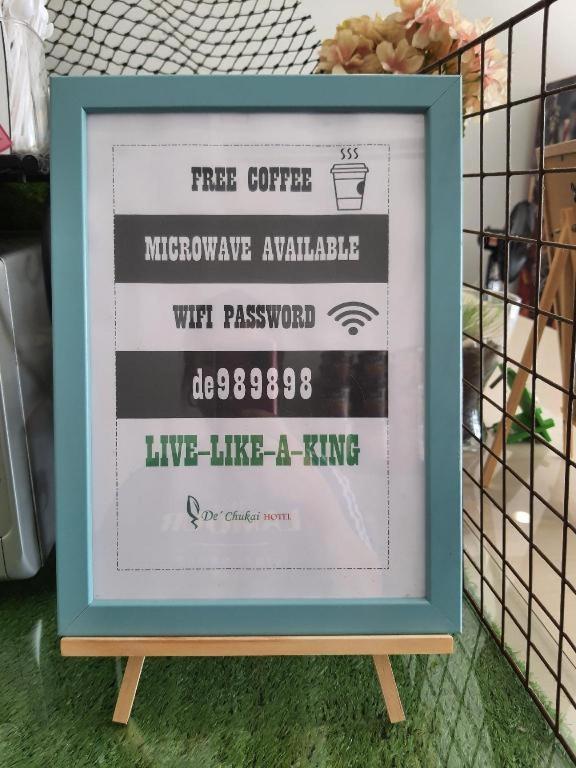 FREE COFFEE
MICROWAVE AVAILABLE
WIFI PASSWORD
de989898
LIVE-LIKE-A-KING
De' Chukai HOTEL